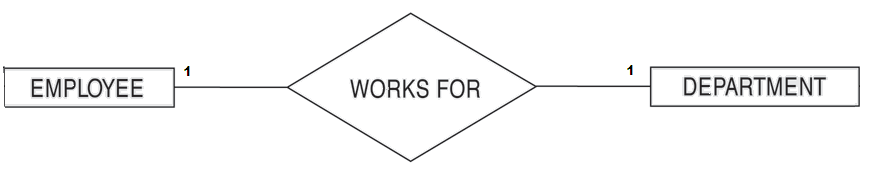 EMPLOYEE
1
WORKS FOR
1
DEPARTMENT